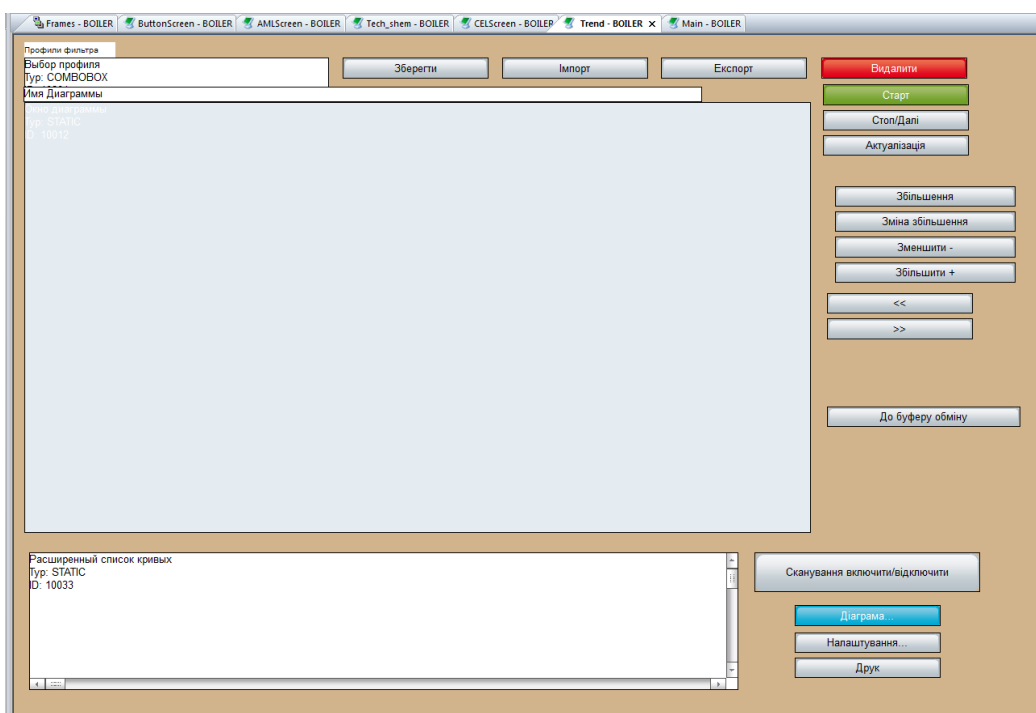 Frames - BOILER
ButtonScreen - BOILER
AMLScreen - BOILER
Tech_shem - BOILER
CELScreen - BOILER
Trend - BOILER
Main - BOILER
Профили фильтра
Выбор профиля
Typ: COMBOBOX
Зберегти
Імпорт
Експорт
Видалити
Имя Диаграммы
Старт
Окно диаграммы
Typ: STATIC
ID: 10012
Стоп/Далі
Актуалізація
Збільшення
Зміна збільшення
Зменшити -
Збільшити +
<<
>>
До буферу обміну
Расширенный список кривых
Typ: STATIC
ID: 10033
Сканування включити/відключити
Діаграма...
Налаштування...
Друк